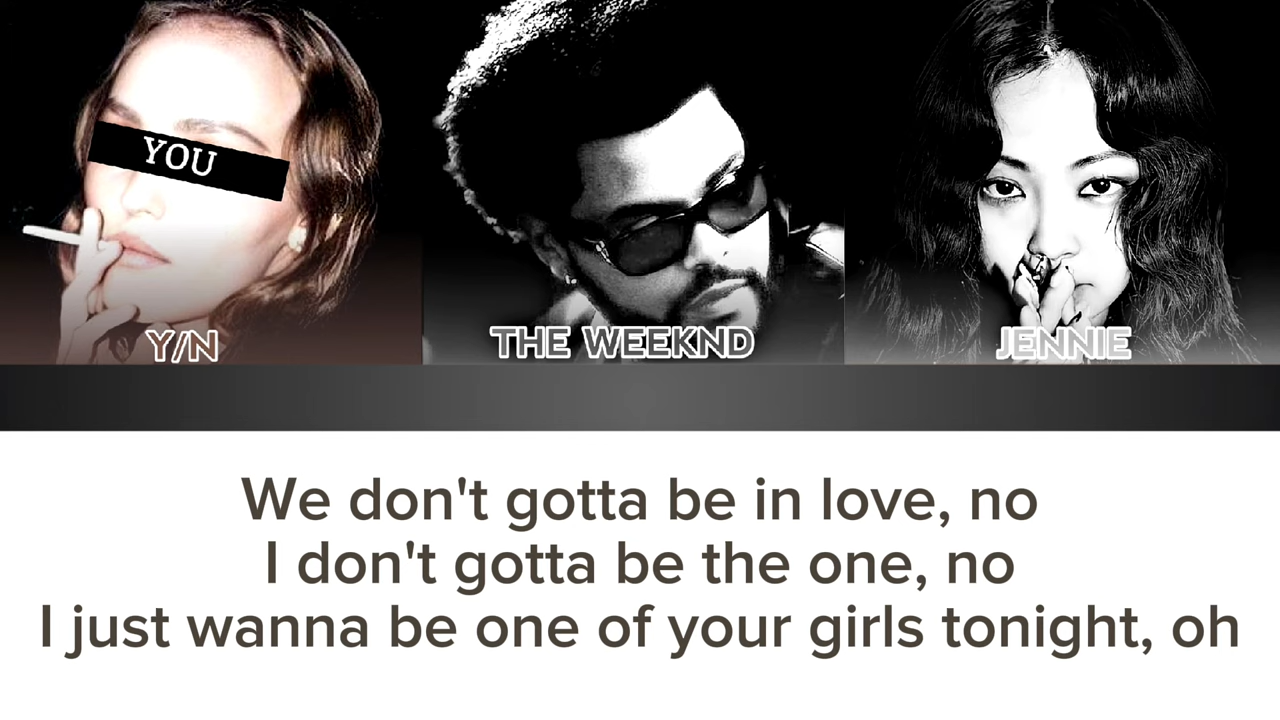 YOU
Y/N
THE WEEKND
JENNIE
We don't gotta be in love, no
I don't gotta be the one, no
I just wanna be one of your girls tonight, oh